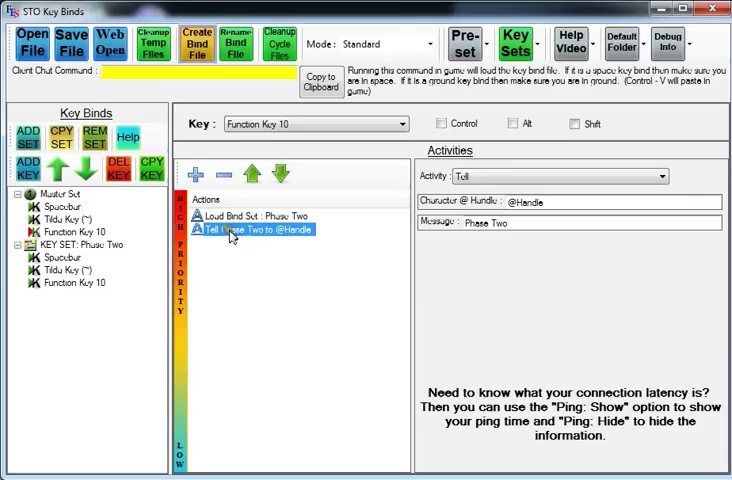 STO Key Binds
Open File
Save File
Web Open
Cleanup Temp Files
Create Bind File
Rename Bind File
Cleanup Cycle Files
Mode: Standard
Pre-set
Key Sets
Help Video
Default Folder
Debug Info
Client Chat Command:
Copy to Clipboard
Running this command in game will load the key bind file. If it is a space key bind then make sure you
are in space. If it is a ground key bind then make sure you are on ground. (Control - V will paste in
game)
Key Binds
ADD SET
CPY SET
REM SET
Help
ADD KEY
DEL KEY
CPY KEY
Master Set
Spacebar
Tilda Key (~)
Function Key 10
KEY SET: Phase Two
Spacebar
Tilda Key (~)
Function Key 10
Key: Function Key 10
Control
Alt
Shift
HIGH PRIORITY LOW
Actions
Load Bind Set : Phase Two
Tell Phase Two to @Handle
Activities
Activity: Tell
Character @ Handle: @Handle
Message: Phase Two
Need to know what your connection latency is?
Then you can use the "Ping: Show" option to show
your ping time and "Ping: Hide" to hide the
information.